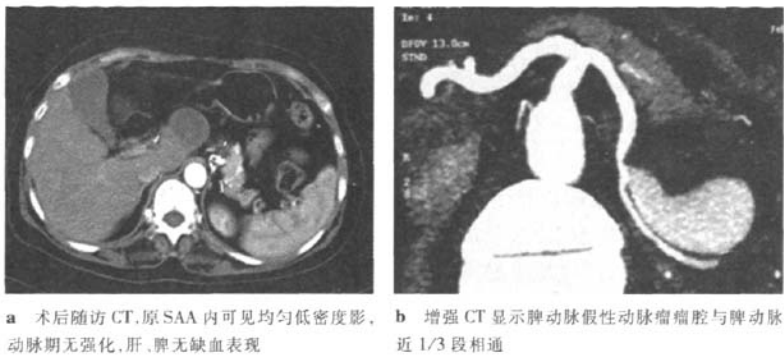 Im: 4
DFOV 13.0cm
STND
a 术后随访 CT,原 SAA 内可见均匀低密度影,
动脉期无强化,肝、脾无缺血表现
b 增强 CT 显示脾动脉假性动脉瘤瘤腔与脾动脉
近 1/3 段相通